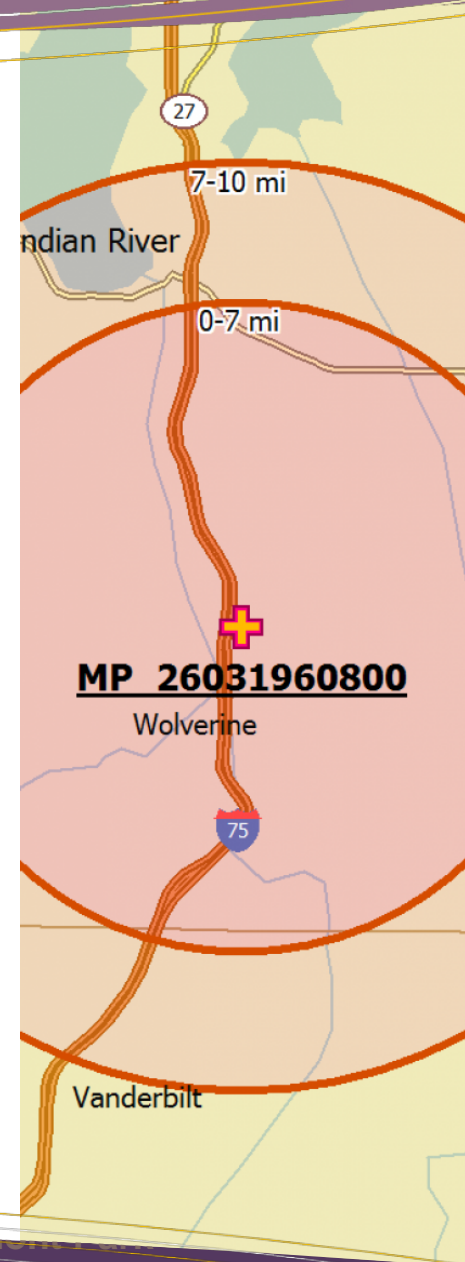 27
7-10 mi
ndian River
0-7 mi
MP 26031960800
Wolverine
75
Vanderbilt